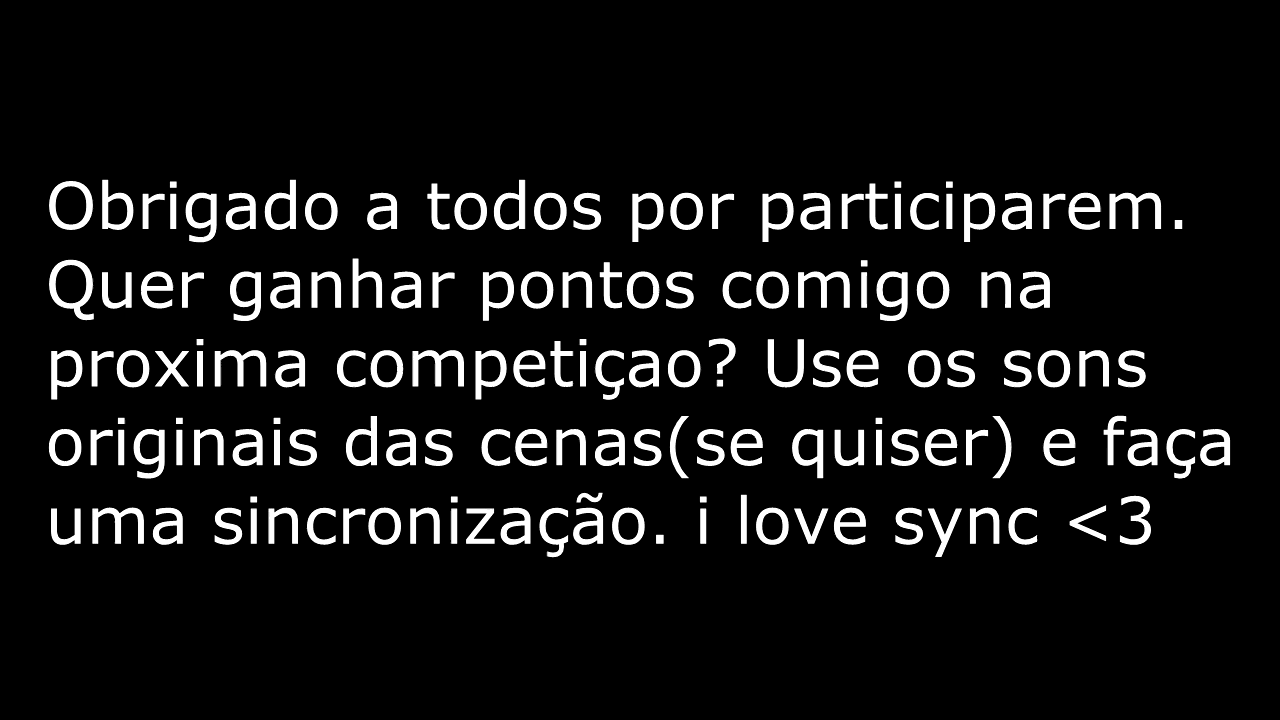 Obrigado a todos por participarem.
Quer ganhar pontos comigo na
proxima competiçao? Use os sons
originais das cenas(se quiser) e faça
uma sincronização. i love sync <3